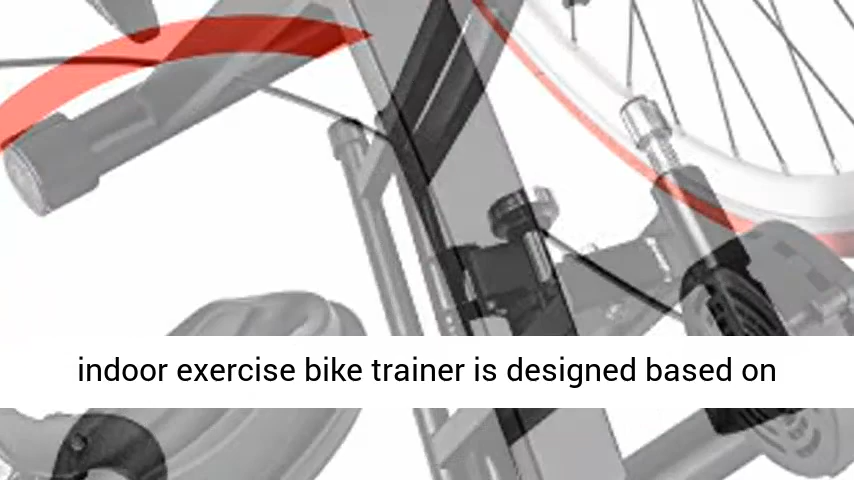 indoor exercise bike trainer is designed based on